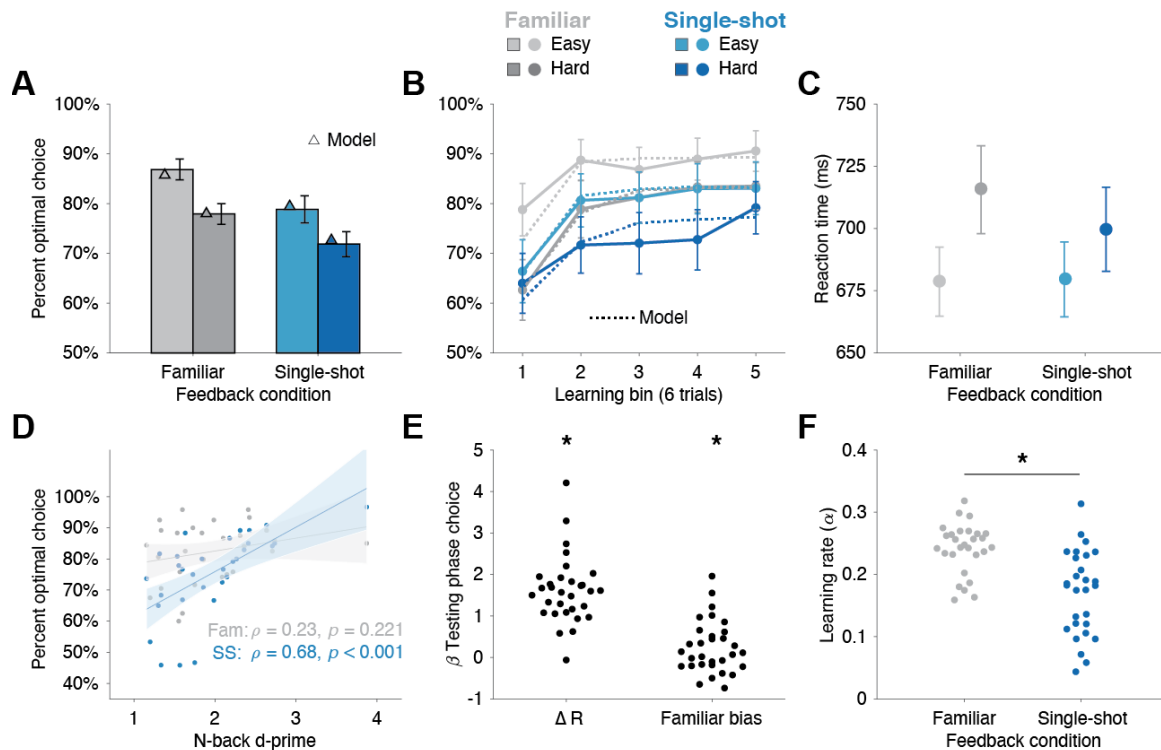 Familiar
Single-shot
Easy
Easy
Hard
Hard
A
100%
90%
80%
70%
60%
50%
Percent optimal choice
△ Model
Familiar
Single-shot
Feedback condition
B
100%
90%
80%
70%
60%
50%
Model
1 2 3 4 5
Learning bin (6 trials)
C
750
725
700
675
650
Reaction time (ms)
Familiar
Single-shot
Feedback condition
D
100%
90%
80%
70%
60%
50%
40%
Percent optimal choice
Fam: ρ = 0.23, p = 0.221
SS: ρ = 0.68, p < 0.001
1 2 3 4
N-back d-prime
E
5
4
3
2
1
0
-1
β Testing phase choice
* *
Δ R
Familiar bias
F
0.4
0.3
0.2
0.1
0
Learning rate (α)
*
Familiar
Single-shot
Feedback condition